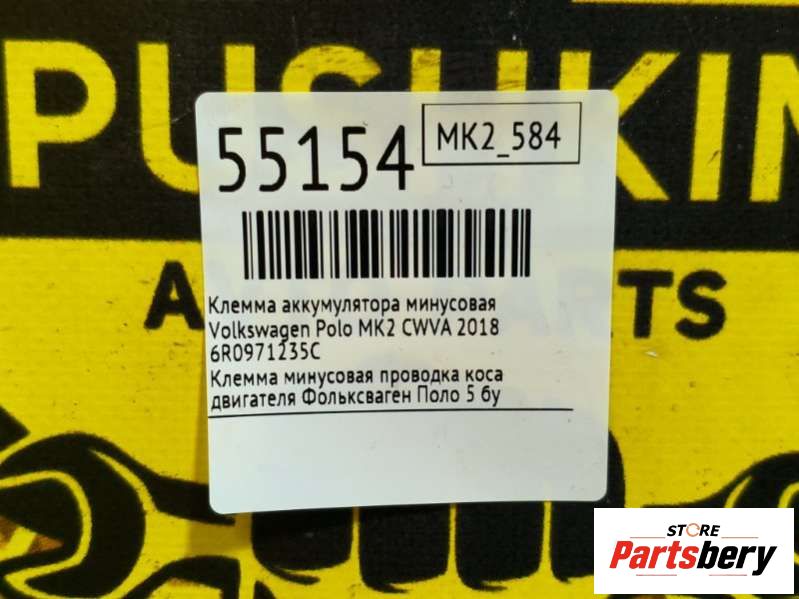 PUSHKIN
55154
MK2_584
Клемма аккумулятора минусовая
Volkswagen Polo MK2 CWVA 2018
6R0971235C
Клемма минусовая проводка коса
двигателя Фольксваген Поло 5 бу
STORE
Partsbery